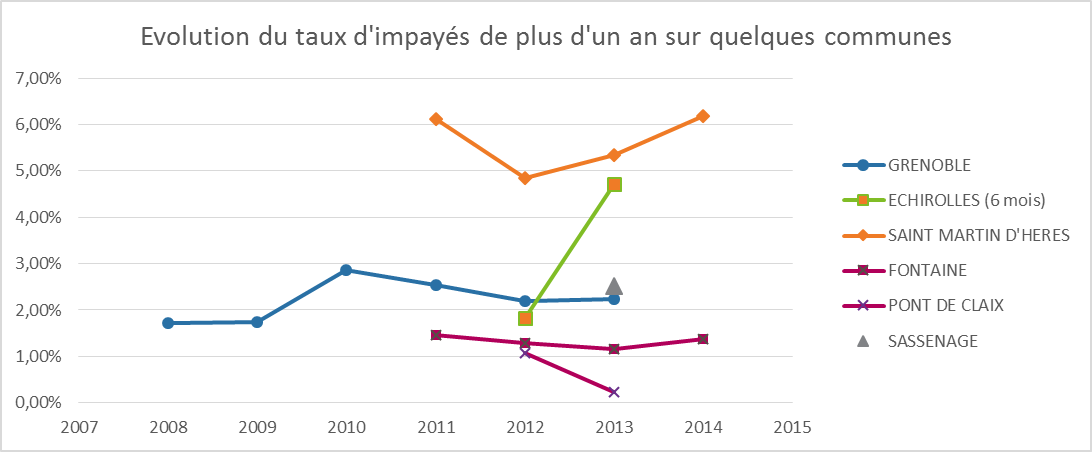 Evolution du taux d'impayés de plus d'un an sur quelques communes
7,00%
6,00%
5,00%
4,00%
3,00%
2,00%
1,00%
0,00%
2007 2008 2009 2010 2011 2012 2013 2014 2015
GRENOBLE
ECHIROLLES (6 mois)
SAINT MARTIN D'HERES
FONTAINE
PONT DE CLAIX
SASSENAGE